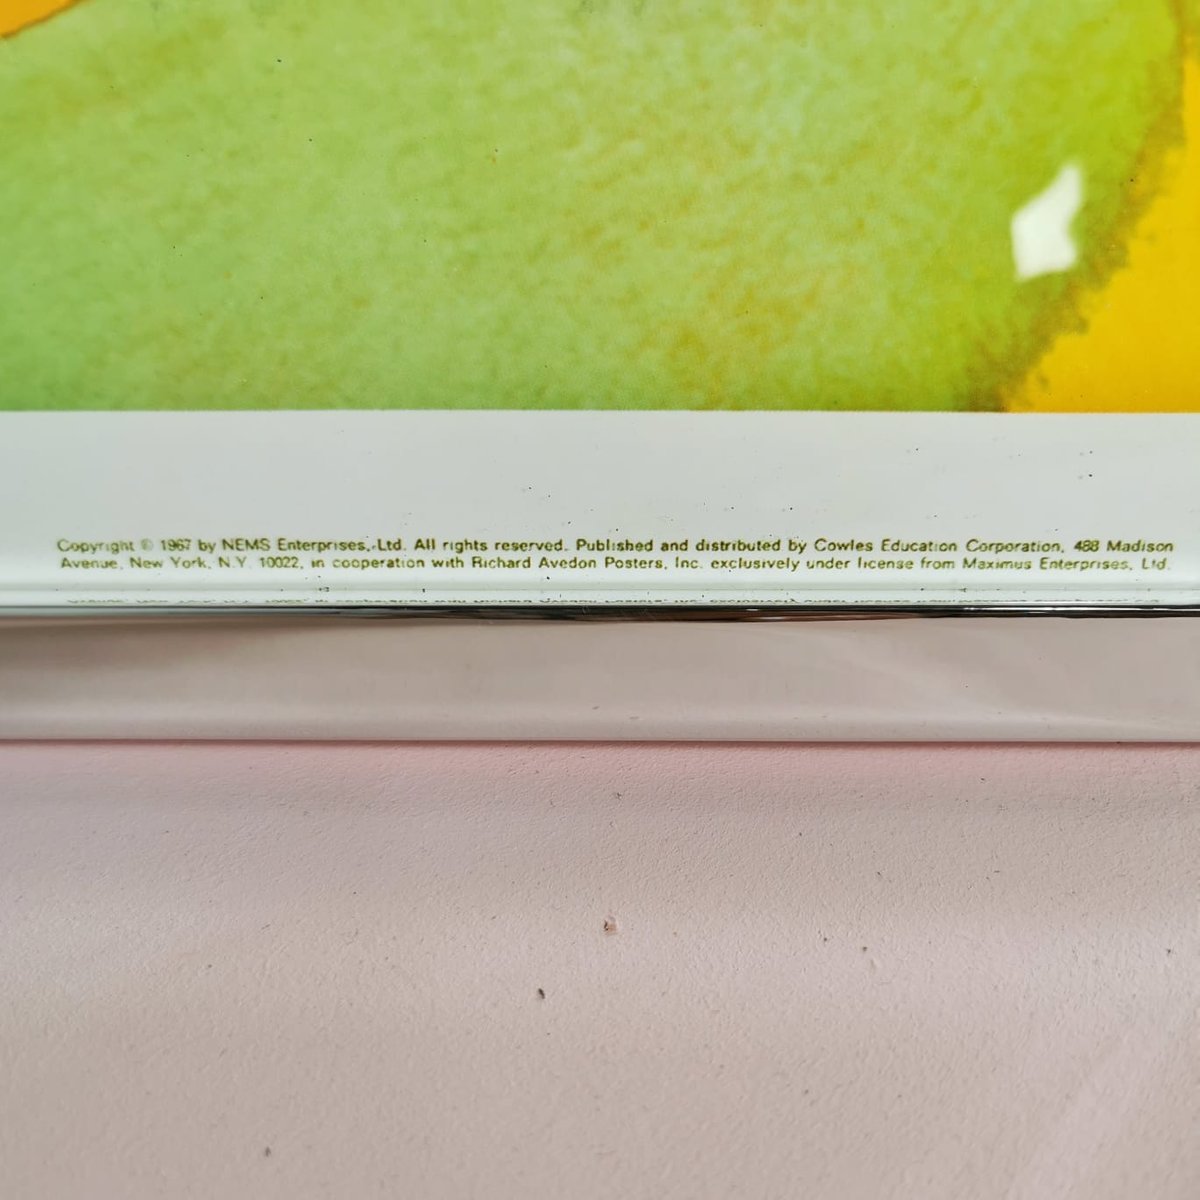 Copyright © 1967 by NEMS Enterprises, Ltd. All rights reserved. Published and distributed by Cowles Education Corporation, 488 Madison
Avenue, New York, N.Y. 10022, in cooperation with Richard Avedon Posters, Inc. exclusively under license from Maximus Enterprises, Ltd.